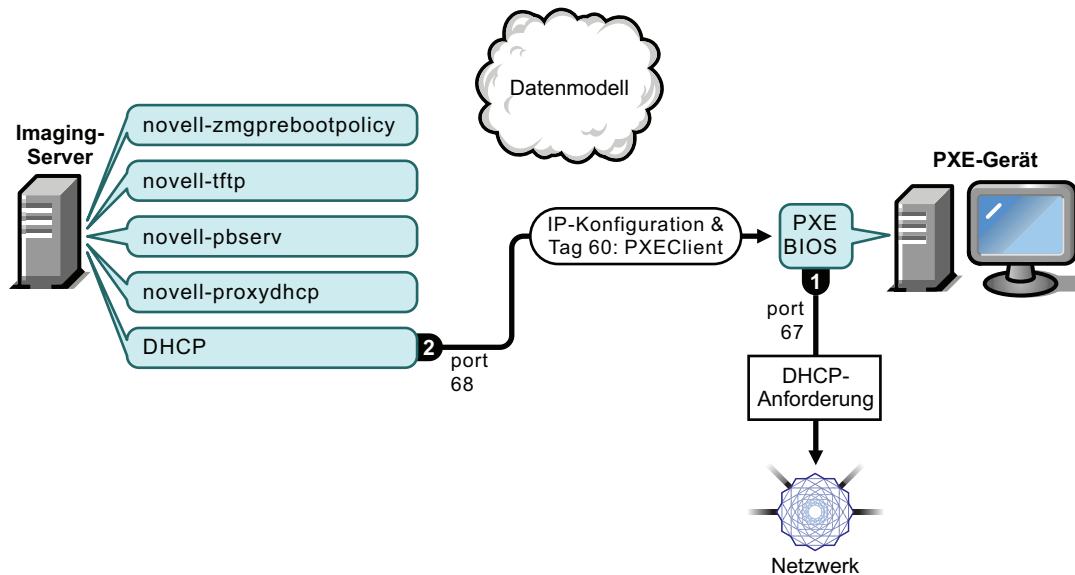 Datenmodell
Imaging-
Server
novell-zmgprebootpolicy
novell-tftp
novell-pbserv
novell-proxydhcp
DHCP
2
port
68
IP-Konfiguration &
Tag 60: PXEClient
PXE
BIOS
PXE-Gerät
1
port
67
DHCP-
Anforderung
Netzwerk